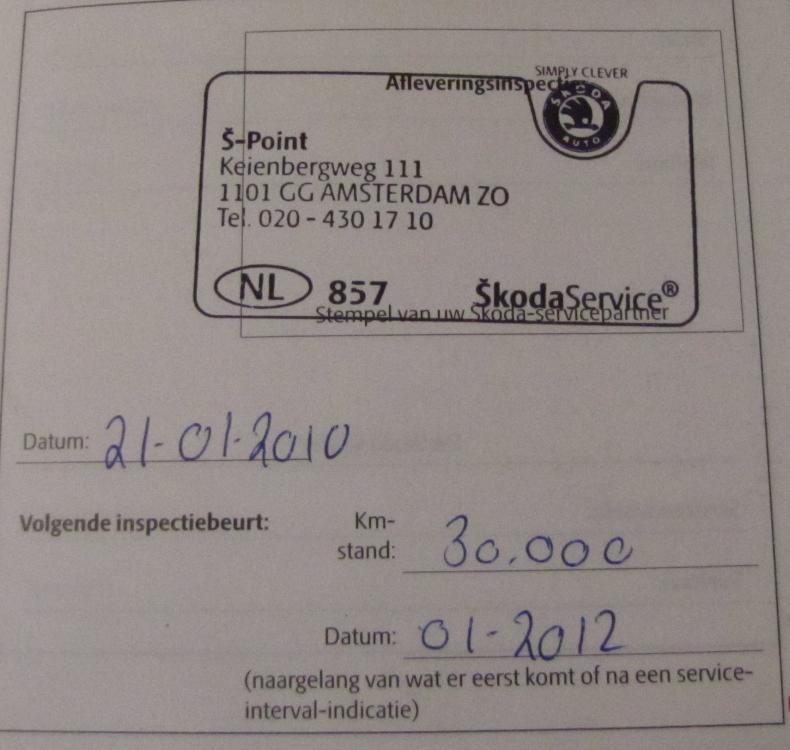 SIMPLY CLEVER
Afleveringsinspectie
ŠKODA
AUTO
Š-Point
Keienbergweg 111
1101 GG AMSTERDAM ZO
Tel. 020 - 430 17 10
NL 857 ŠkodaService®
Stempel van uw Škoda-servicepartner
Datum: 21-01-2010
Volgende inspectiebeurt: Km-
stand: 30.000
Datum: 01-2012
(naargelang van wat er eerst komt of na een service-
interval-indicatie)